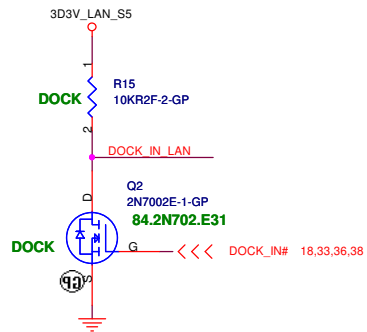 3D3V_LAN_S5
1
R15
DOCK
10KR2F-2-GP
2
DOCK_IN_LAN
D
Q2
2N7002E-1-GP
84.2N702.E31
DOCK
G
DOCK_IN# 18,33,36,38
S
GP